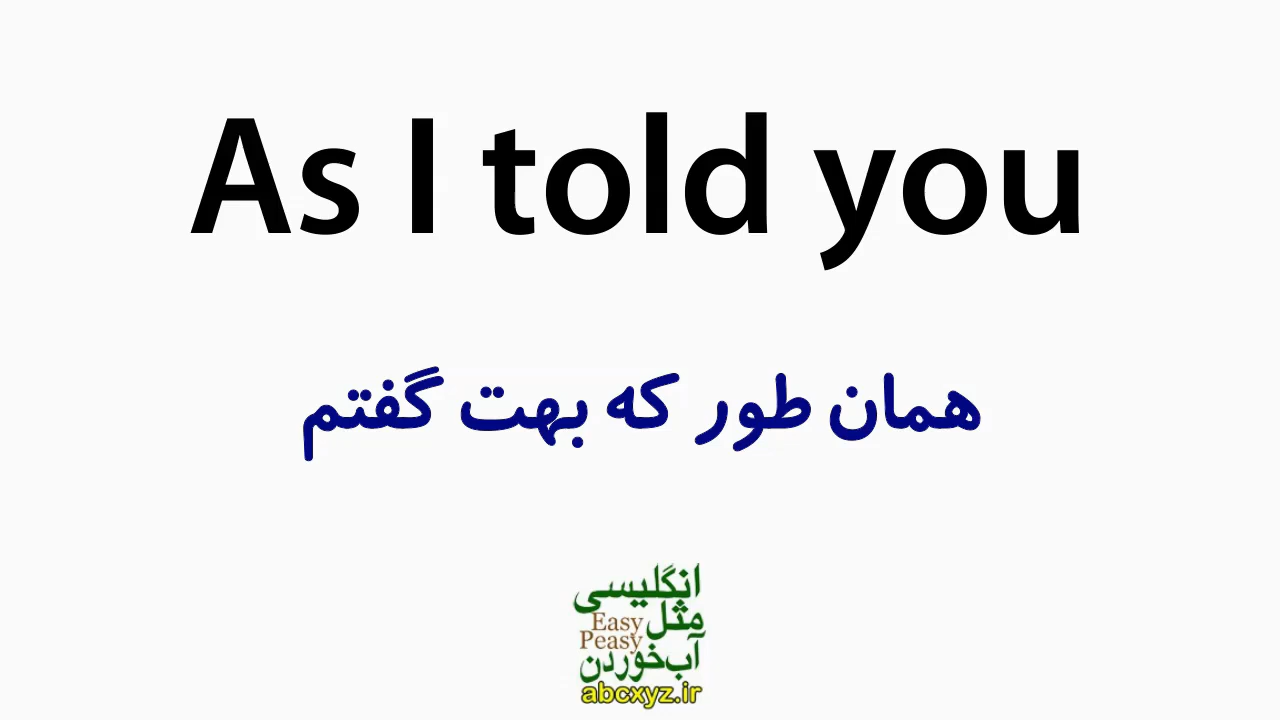 As I told you
همان طور که بهت گفتم
انگلیسی
مثل
Easy
Peasy
آب‌خوردن
abcxyz.ir